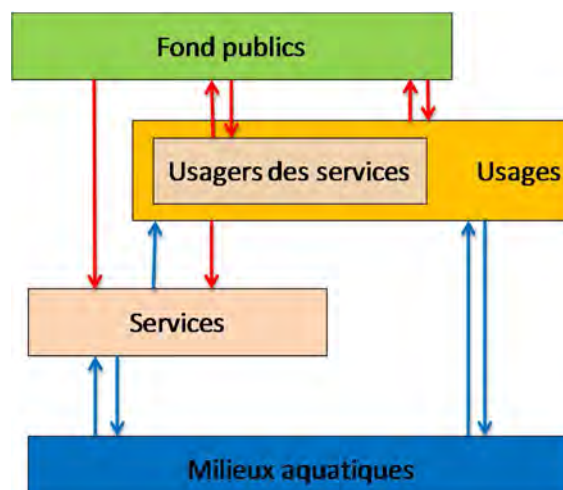 Fond publics
Usagers des services
Usages
Services
Milieux aquatiques